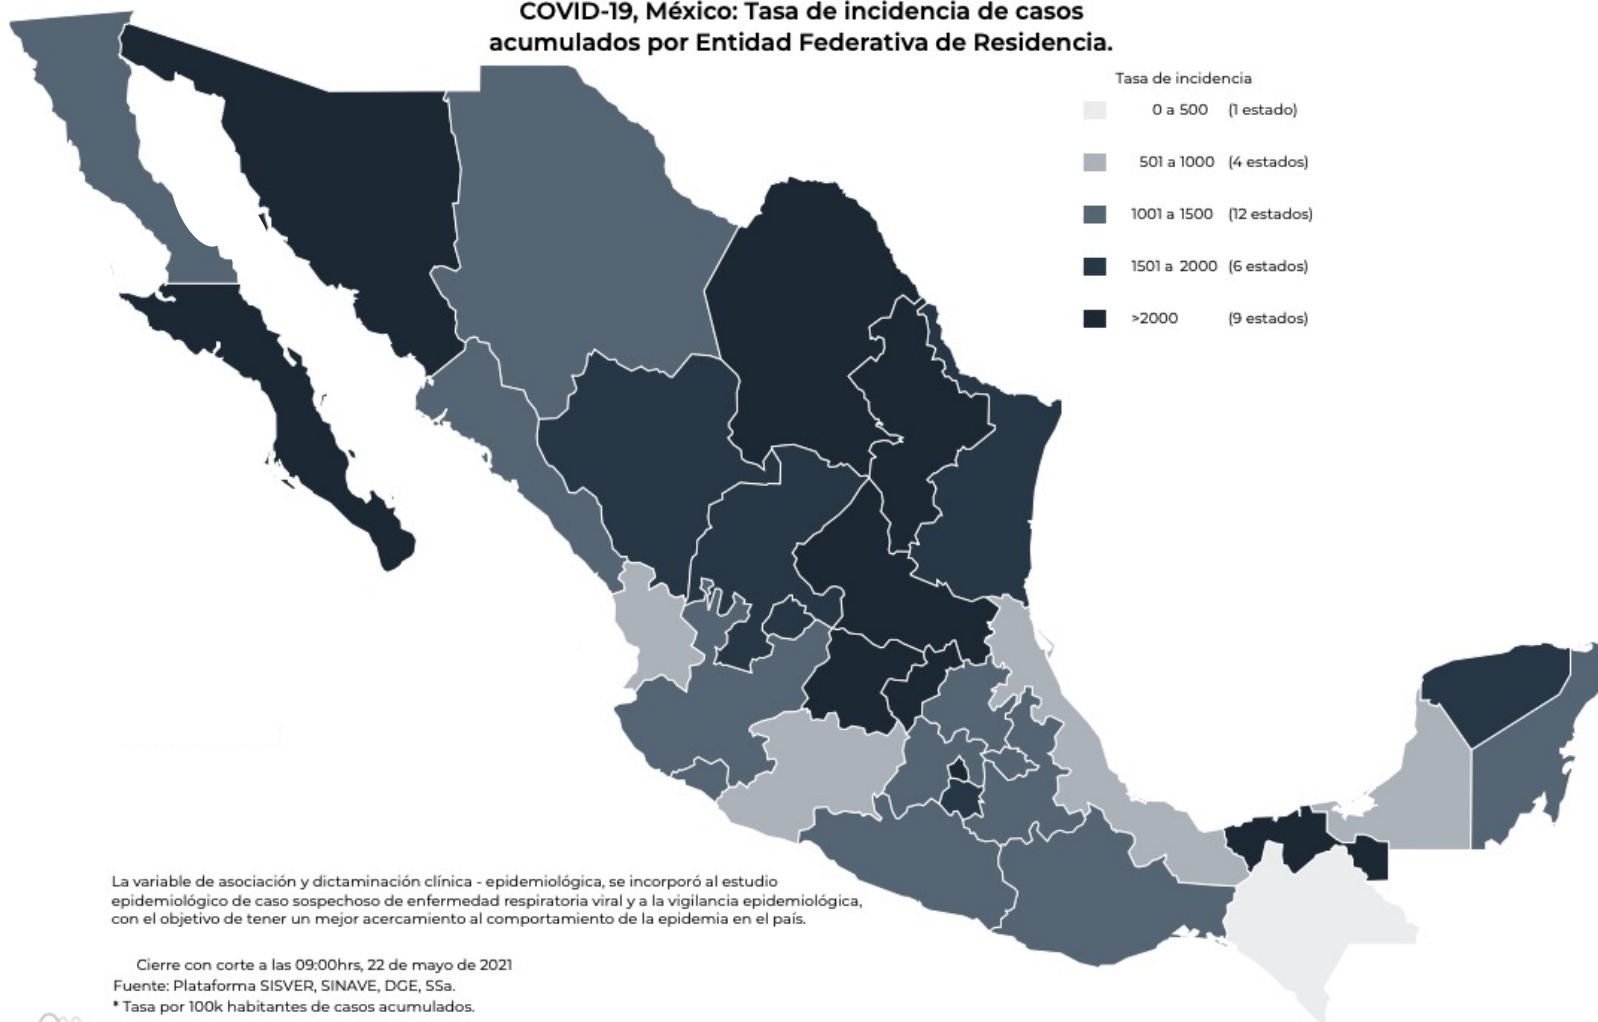 COVID-19, México: Tasa de incidencia de casos
acumulados por Entidad Federativa de Residencia.
Tasa de incidencia
0 a 500 (1 estado)
501 a 1000 (4 estados)
1001 a 1500 (12 estados)
1501 a 2000 (6 estados)
>2000 (9 estados)
La variable de asociación y dictaminación clínica - epidemiológica, se incorporó al estudio
epidemiológico de caso sospechoso de enfermedad respiratoria viral y a la vigilancia epidemiológica,
con el objetivo de tener un mejor acercamiento al comportamiento de la epidemia en el país.
Cierre con corte a las 09:00hrs, 22 de mayo de 2021
Fuente: Plataforma SISVER, SINAVE, DGE, SSa.
* Tasa por 100k habitantes de casos acumulados.